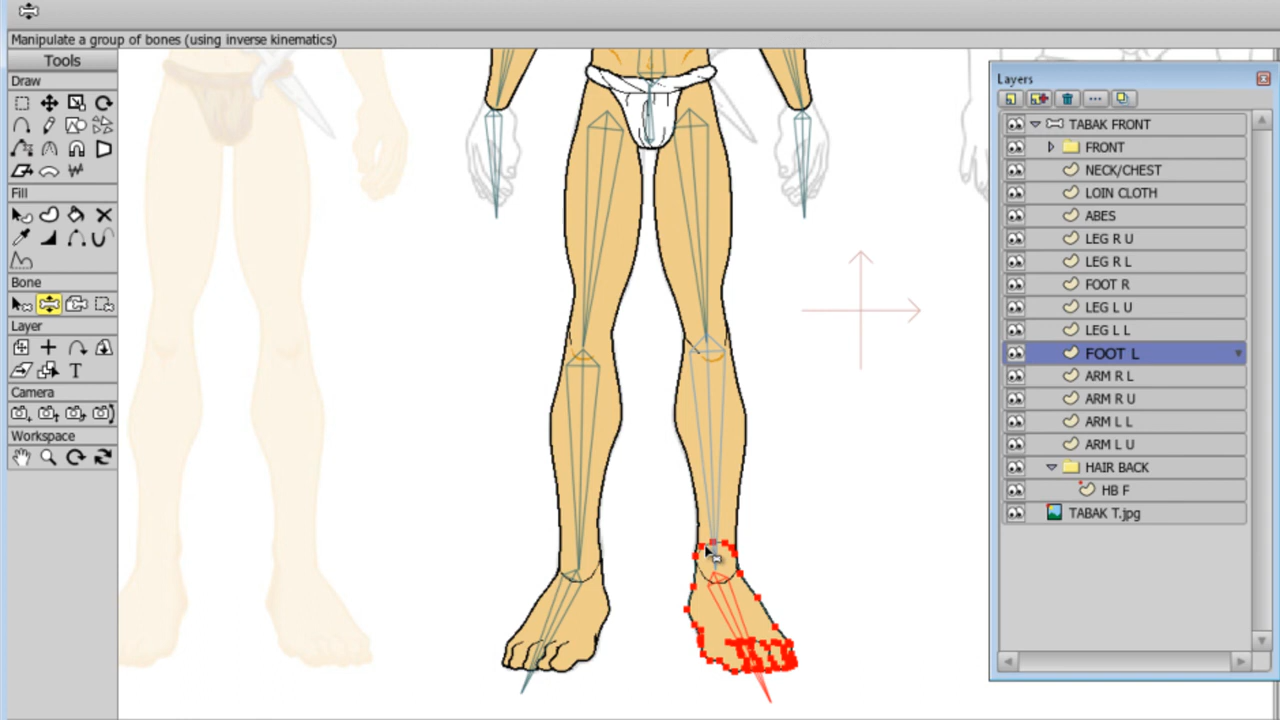 Manipulate a group of bones (using inverse kinematics)
Tools
Draw
Fill
Bone
Layer
T
Camera
Workspace
Layers
TABAK FRONT
FRONT
NECK/CHEST
LOIN CLOTH
ABES
LEG R U
LEG R L
FOOT R
LEG L U
LEG L L
FOOT L
ARM R L
ARM R U
ARM L L
ARM L U
HAIR BACK
HB F
TABAK T.jpg